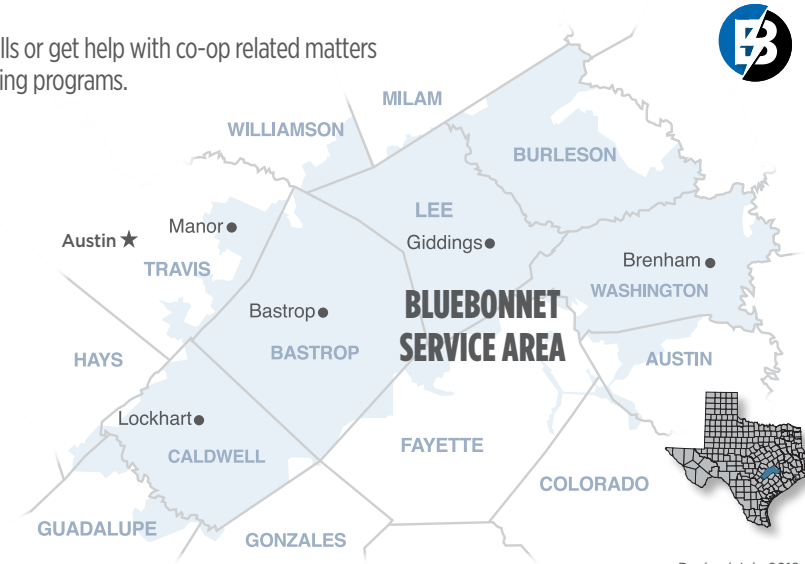 lls or get help with co-op related matters
ing programs.
MILAM
WILLIAMSON
BURLESON
LEE
Manor
Austin
Giddings
TRAVIS
Brenham
WASHINGTON
BLUEBONNET
SERVICE AREA
Bastrop
BASTROP
HAYS
AUSTIN
Lockhart
CALDWELL
FAYETTE
COLORADO
GUADALUPE
GONZALES